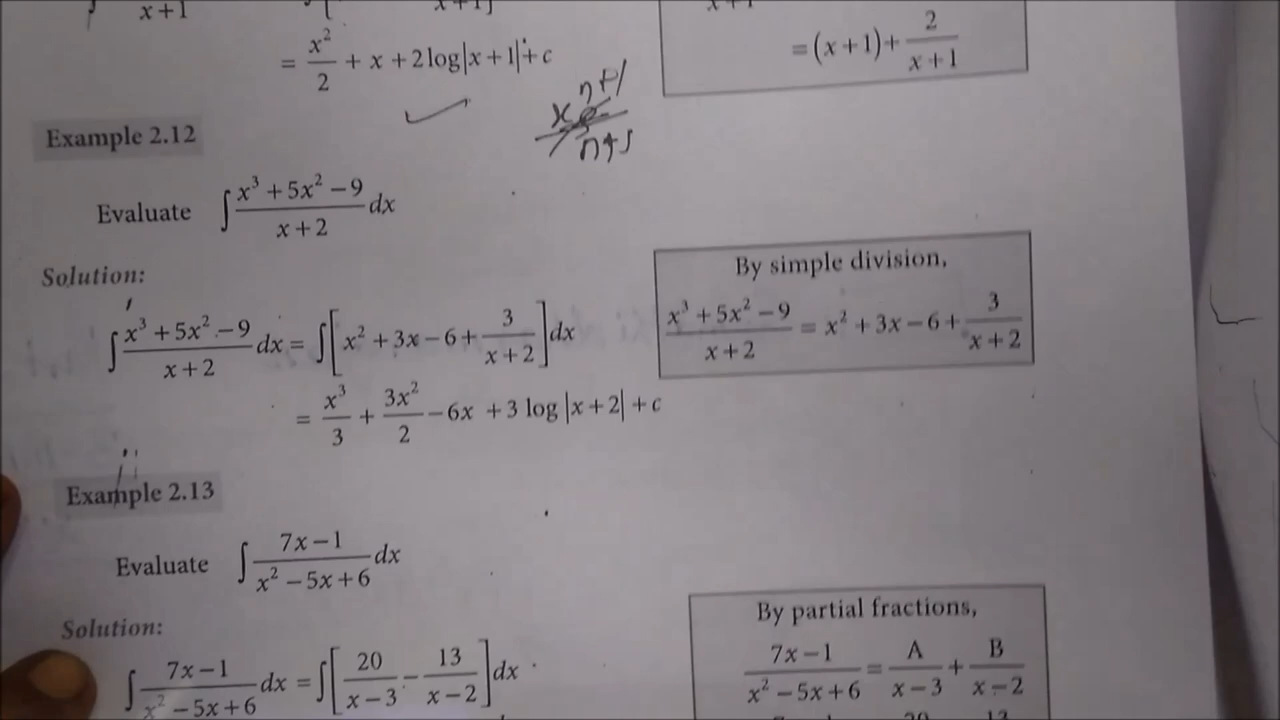 x+1
= x²/2 + x + 2 log|x+1| + c
= (x+1) + 2/(x+1)
x n+1
n+1
Example 2.12
Evaluate ∫ (x³ + 5x² − 9)/(x+2) dx
Solution:
∫ (x³ + 5x² − 9)/(x+2) dx = ∫ [x² + 3x − 6 + 3/(x+2)] dx
= x³/3 + 3x²/2 − 6x + 3 log|x+2| + c
By simple division,
(x³ + 5x² − 9)/(x+2) = x² + 3x − 6 + 3/(x+2)
Example 2.13
Evaluate ∫ (7x−1)/(x² − 5x + 6) dx
Solution:
∫ (7x−1)/(x² − 5x + 6) dx = ∫ [20/(x−3) − 13/(x−2)] dx
By partial fractions,
(7x−1)/(x² − 5x + 6) = A/(x−3) + B/(x−2)